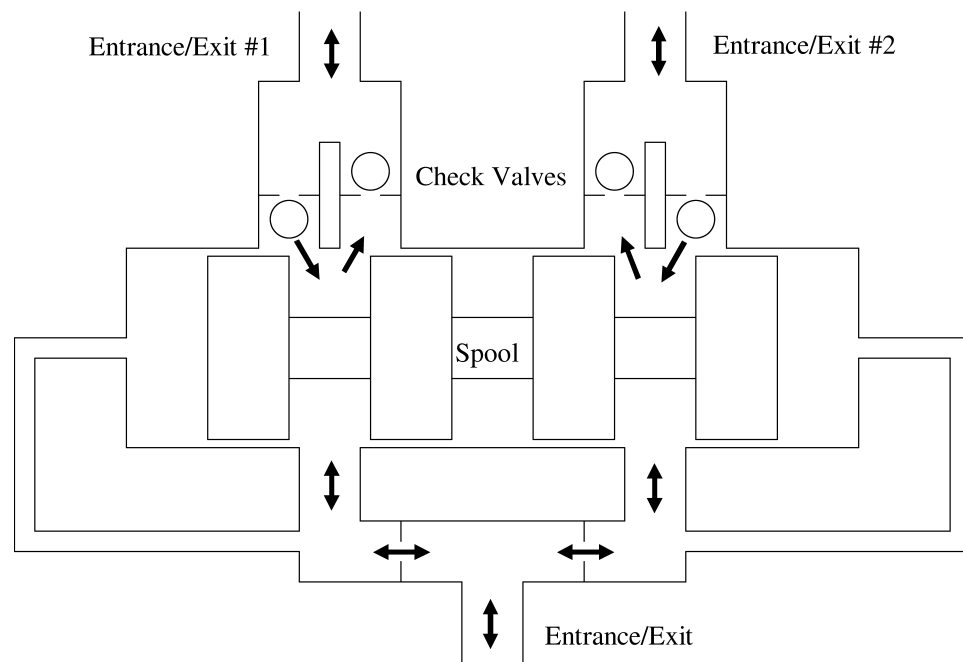 Entrance/Exit #1
Entrance/Exit #2
Check Valves
Spool
Entrance/Exit